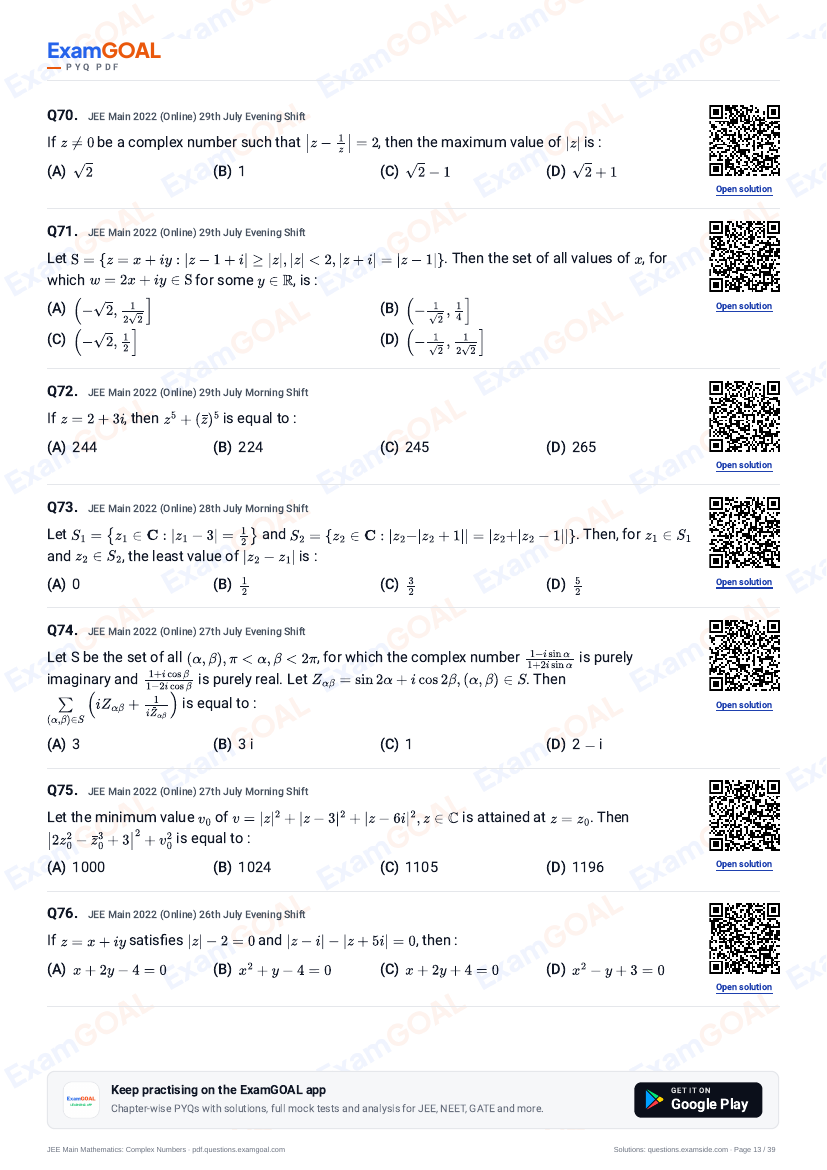 ExamGOAL
PYQ PDF
Q70. JEE Main 2022 (Online) 29th July Evening Shift
If z ≠ 0 be a complex number such that |z − 1/z| = 2, then the maximum value of |z| is :
(A) √2 (B) 1 (C) √2 − 1 (D) √2 + 1
Open solution
Q71. JEE Main 2022 (Online) 29th July Evening Shift
Let S = {z = x + iy : |z − 1 + i| ≥ |z|, |z| < 2, |z + i| = |z − 1|}. Then the set of all values of x, for
which w = 2x + iy ∈ S for some y ∈ ℝ, is :
(A) (−√2, 1/(2√2)] (B) (−1/√2, 1/4]
(C) (−√2, 1/2] (D) (−1/√2, 1/(2√2)]
Open solution
Q72. JEE Main 2022 (Online) 29th July Morning Shift
If z = 2 + 3i, then z⁵ + (z̄)⁵ is equal to :
(A) 244 (B) 224 (C) 245 (D) 265
Open solution
Q73. JEE Main 2022 (Online) 28th July Morning Shift
Let S₁ = {z₁ ∈ C : |z₁ − 3| = 1/2} and S₂ = {z₂ ∈ C : |z₂−|z₂ + 1|| = |z₂+|z₂ − 1||}. Then, for z₁ ∈ S₁
and z₂ ∈ S₂, the least value of |z₂ − z₁| is :
(A) 0 (B) 1/2 (C) 3/2 (D) 5/2
Open solution
Q74. JEE Main 2022 (Online) 27th July Evening Shift
Let S be the set of all (α, β), π < α, β < 2π, for which the complex number (1−i sin α)/(1+2i sin α) is purely
imaginary and (1+i cos β)/(1−2i cos β) is purely real. Let Z_αβ = sin 2α + i cos 2β, (α, β) ∈ S. Then
∑_(α,β)∈S (iZ_αβ + 1/(iZ̄_αβ)) is equal to :
(A) 3 (B) 3 i (C) 1 (D) 2 − i
Open solution
Q75. JEE Main 2022 (Online) 27th July Morning Shift
Let the minimum value v₀ of v = |z|² + |z − 3|² + |z − 6i|², z ∈ ℂ is attained at z = z₀. Then
|2z₀² − z̄₀³ + 3|² + v₀² is equal to :
(A) 1000 (B) 1024 (C) 1105 (D) 1196
Open solution
Q76. JEE Main 2022 (Online) 26th July Evening Shift
If z = x + iy satisfies |z| − 2 = 0 and |z − i| − |z + 5i| = 0, then :
(A) x + 2y − 4 = 0 (B) x² + y − 4 = 0 (C) x + 2y + 4 = 0 (D) x² − y + 3 = 0
Open solution
ExamGOAL
Keep practising on the ExamGOAL app
Chapter-wise PYQs with solutions, full mock tests and analysis for JEE, NEET, GATE and more.
GET IT ON
Google Play
JEE Main Mathematics: Complex Numbers · pdf.questions.examgoal.com
Solutions: questions.examside.com · Page 13 / 39